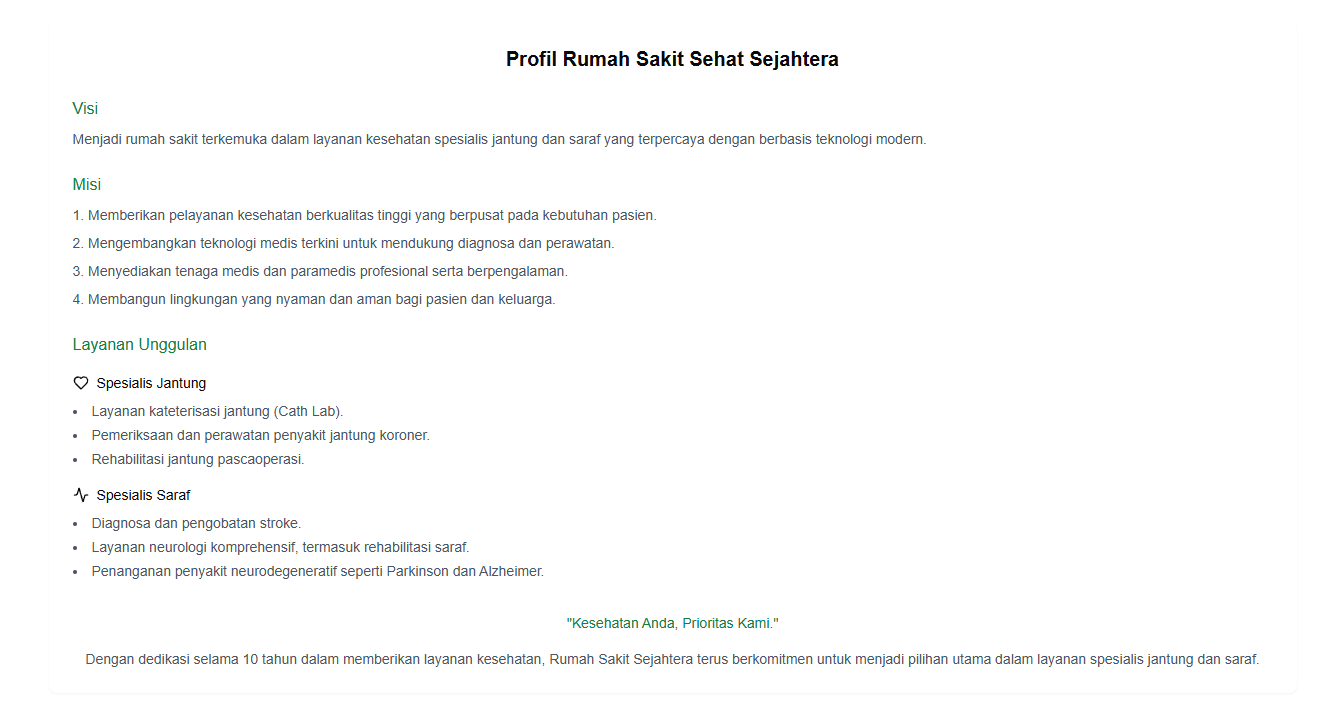 Profil Rumah Sakit Sehat Sejahtera
Visi
Menjadi rumah sakit terkemuka dalam layanan kesehatan spesialis jantung dan saraf yang terpercaya dengan berbasis teknologi modern.
Misi
1. Memberikan pelayanan kesehatan berkualitas tinggi yang berpusat pada kebutuhan pasien.
2. Mengembangkan teknologi medis terkini untuk mendukung diagnosa dan perawatan.
3. Menyediakan tenaga medis dan paramedis profesional serta berpengalaman.
4. Membangun lingkungan yang nyaman dan aman bagi pasien dan keluarga.
Layanan Unggulan
Spesialis Jantung
• Layanan kateterisasi jantung (Cath Lab).
• Pemeriksaan dan perawatan penyakit jantung koroner.
• Rehabilitasi jantung pascaoperasi.
Spesialis Saraf
• Diagnosa dan pengobatan stroke.
• Layanan neurologi komprehensif, termasuk rehabilitasi saraf.
• Penanganan penyakit neurodegeneratif seperti Parkinson dan Alzheimer.
"Kesehatan Anda, Prioritas Kami."
Dengan dedikasi selama 10 tahun dalam memberikan layanan kesehatan, Rumah Sakit Sejahtera terus berkomitmen untuk menjadi pilihan utama dalam layanan spesialis jantung dan saraf.